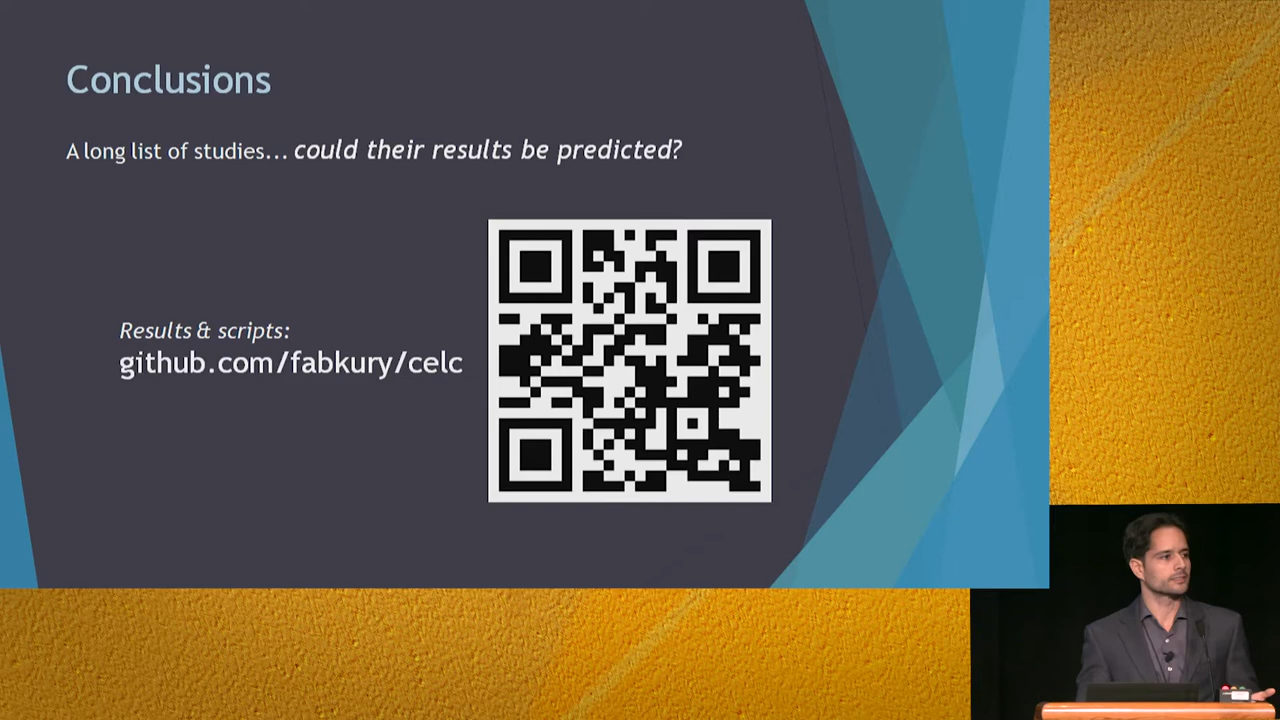 Conclusions
A long list of studies... could their results be predicted?
Results & scripts:
github.com/fabkury/celc